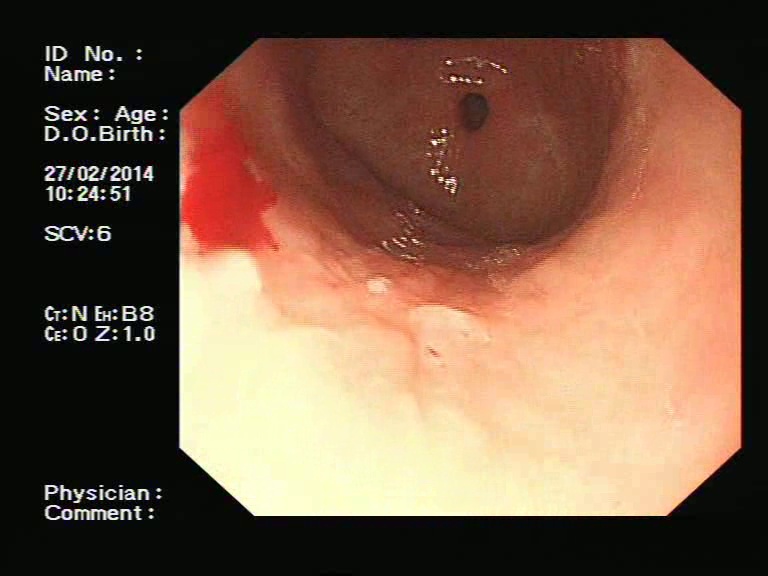 ID No. :
Name:
Sex: Age:
D.O.Birth:
27/02/2014
10:24:51
SCV:6
CT:N EH:B8
CE:0 Z:1.0
Physician:
Comment: